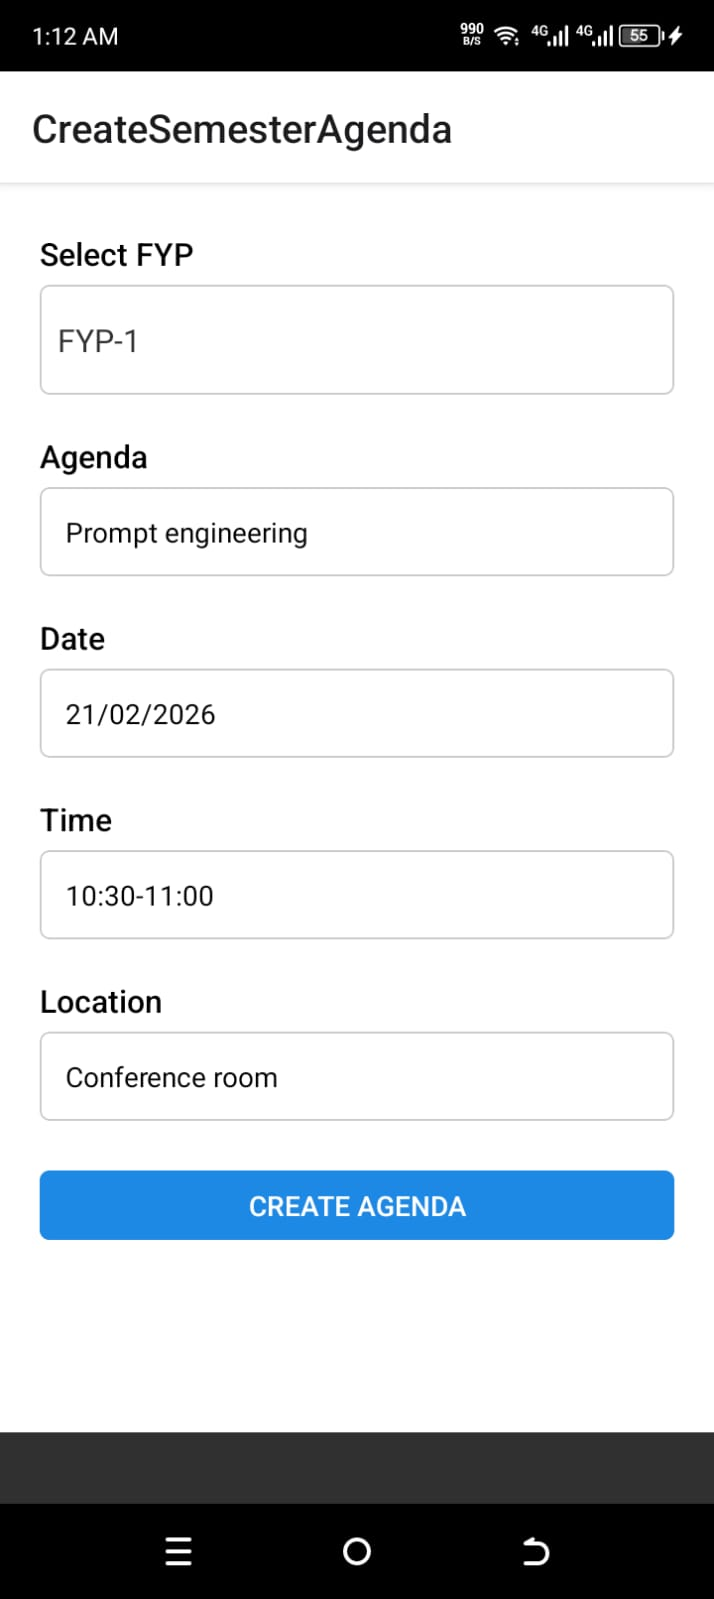 1:12 AM
990
B/S
4G
4G
55
CreateSemesterAgenda
Select FYP
FYP-1
Agenda
Prompt engineering
Date
21/02/2026
Time
10:30-11:00
Location
Conference room
CREATE AGENDA